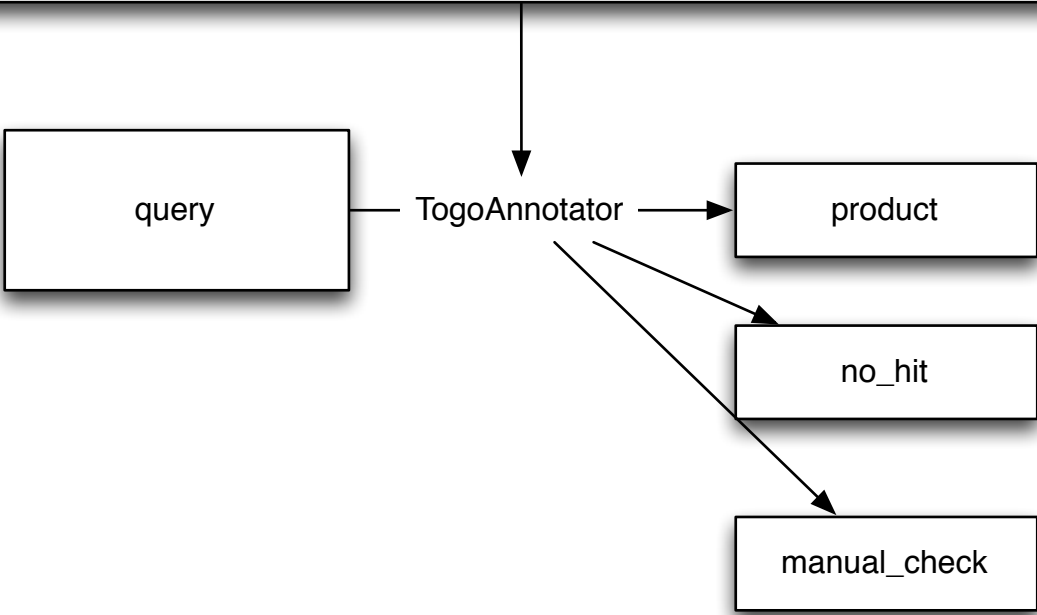 query
TogoAnnotator
product
no_hit
manual_check